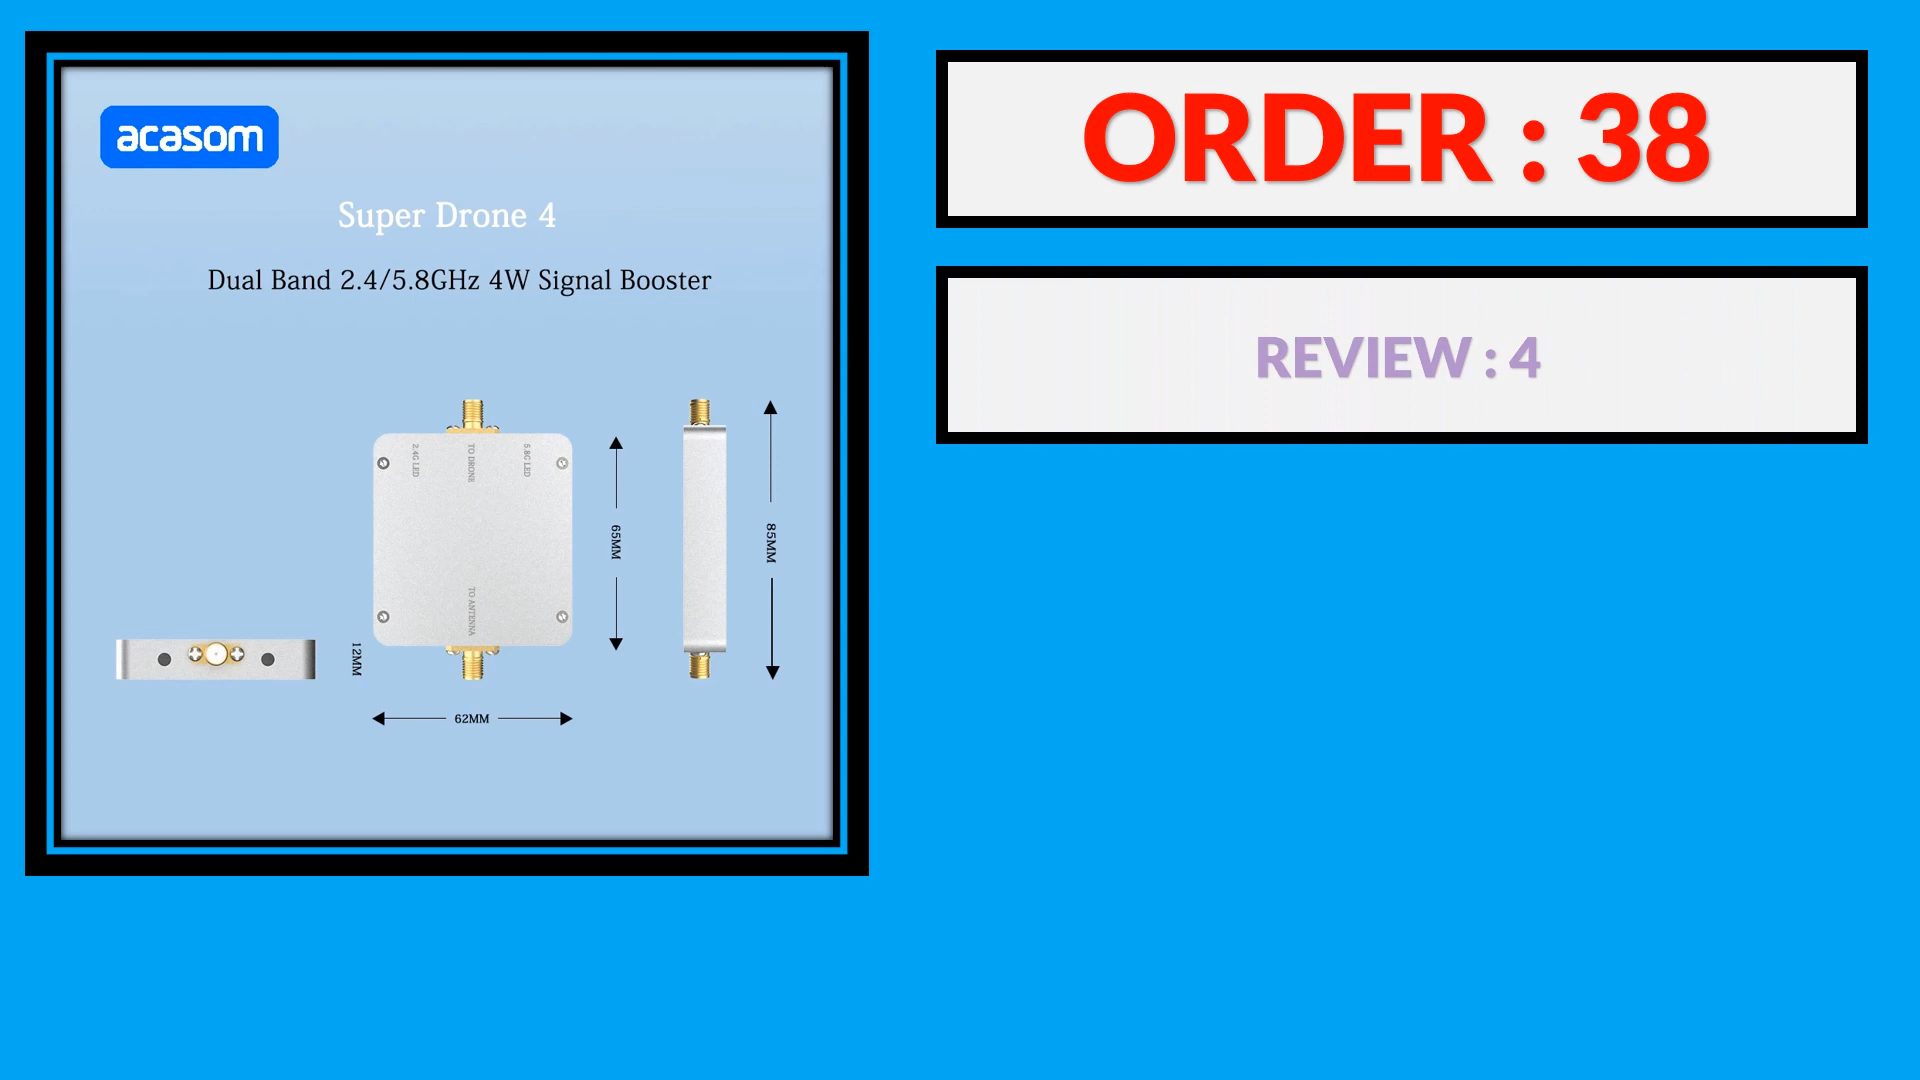 acasom
Super Drone 4
Dual Band 2.4/5.8GHz 4W Signal Booster
2.4G LED
TO DRONE
5.8G LED
TO ANTENNA
65MM
85MM
12MM
62MM
ORDER : 38
REVIEW : 4